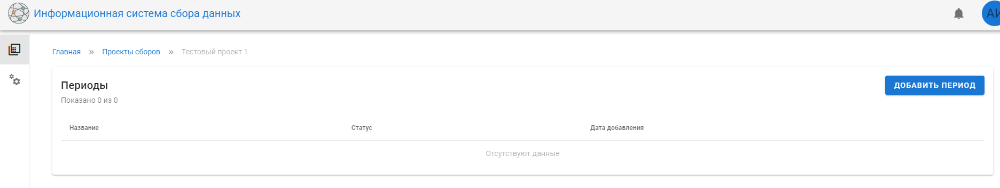 Информационная система сбора данных
АИ
Главная » Проекты сборов » Тестовый проект 1
Периоды
ДОБАВИТЬ ПЕРИОД
Показано 0 из 0
Название Статус Дата добавления
Отсутствуют данные